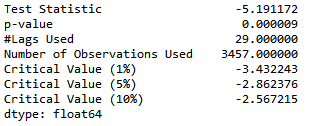 Test Statistic -5.191172
p-value 0.000009
#Lags Used 29.000000
Number of Observations Used 3457.000000
Critical Value (1%) -3.432243
Critical Value (5%) -2.862376
Critical Value (10%) -2.567215
dtype: float64